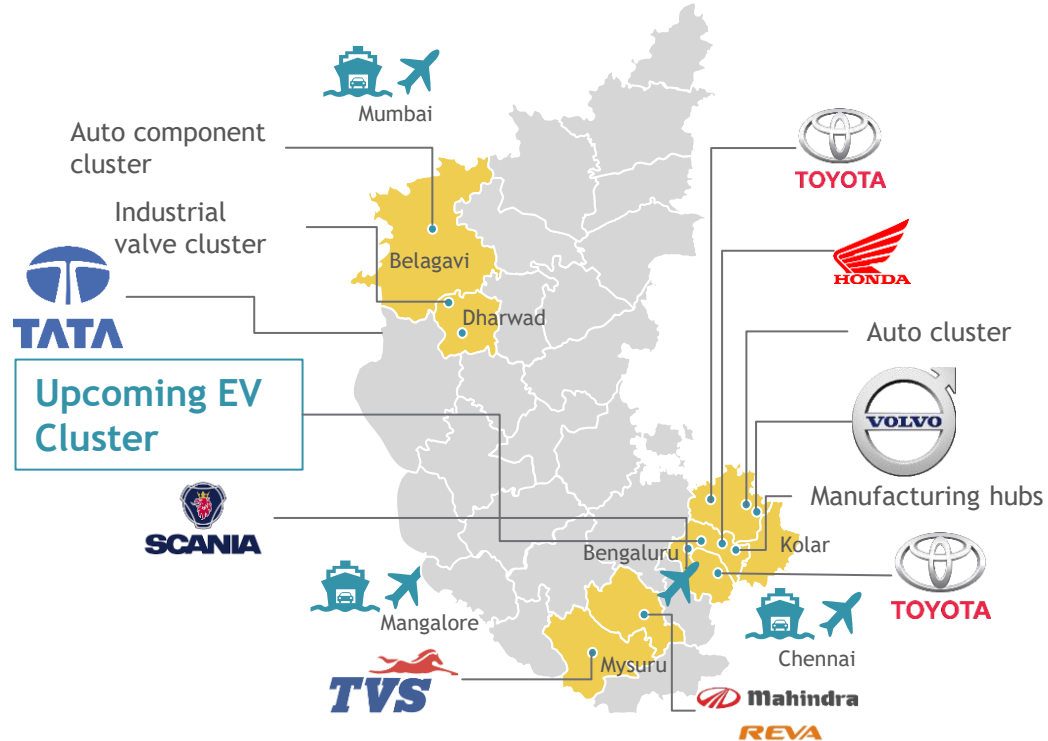 Mumbai
Auto component
cluster
TOYOTA
Industrial
valve cluster
Belagavi
HONDA
TATA
Dharwad
Auto cluster
Upcoming EV
Cluster
VOLVO
Manufacturing hubs
SCANIA
Bengaluru
Kolar
TOYOTA
Mangalore
Chennai
Mysuru
TVS
Mahindra
REVA